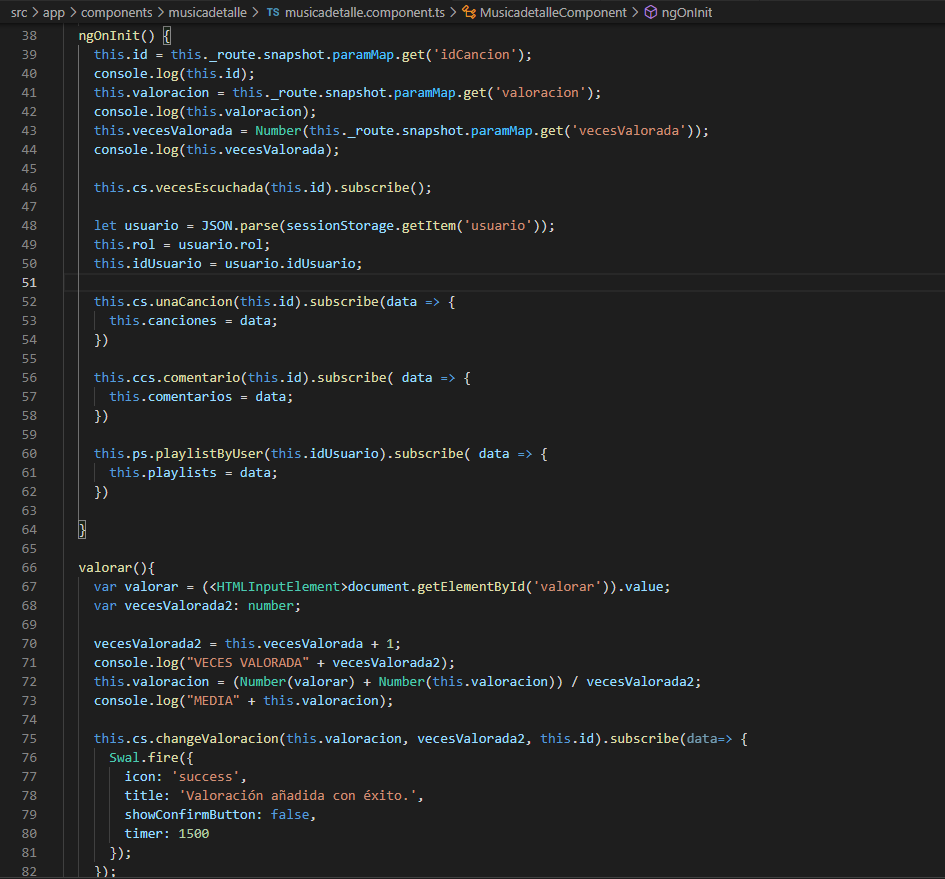 src > app > components > musicadetalle > TS musicadetalle.component.ts > MusicadetalleComponent > ngOnInit
38 ngOnInit() {
39 this.id = this._route.snapshot.paramMap.get('idCancion');
40 console.log(this.id);
41 this.valoracion = this._route.snapshot.paramMap.get('valoracion');
42 console.log(this.valoracion);
43 this.vecesValorada = Number(this._route.snapshot.paramMap.get('vecesValorada'));
44 console.log(this.vecesValorada);
45
46 this.cs.vecesEscuchada(this.id).subscribe();
47
48 let usuario = JSON.parse(sessionStorage.getItem('usuario'));
49 this.rol = usuario.rol;
50 this.idUsuario = usuario.idUsuario;
51
52 this.cs.unaCancion(this.id).subscribe(data => {
53 this.canciones = data;
54 })
55
56 this.ccs.comentario(this.id).subscribe( data => {
57 this.comentarios = data;
58 })
59
60 this.ps.playlistByUser(this.idUsuario).subscribe( data => {
61 this.playlists = data;
62 })
63
64 }
65
66 valorar(){
67 var valorar = (<HTMLInputElement>document.getElementById('valorar')).value;
68 var vecesValorada2: number;
69
70 vecesValorada2 = this.vecesValorada + 1;
71 console.log("VECES VALORADA" + vecesValorada2);
72 this.valoracion = (Number(valorar) + Number(this.valoracion)) / vecesValorada2;
73 console.log("MEDIA" + this.valoracion);
74
75 this.cs.changeValoracion(this.valoracion, vecesValorada2, this.id).subscribe(data=> {
76 Swal.fire({
77 icon: 'success',
78 title: 'Valoración añadida con éxito.',
79 showConfirmButton: false,
80 timer: 1500
81 });
82 });